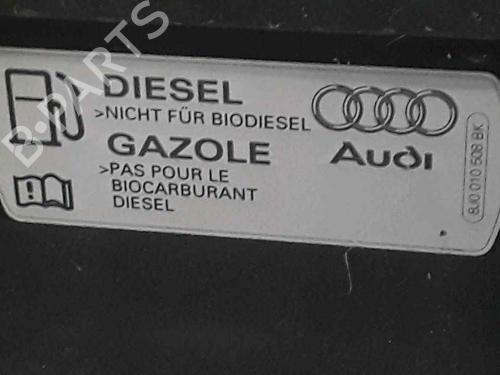 DIESEL
>NICHT FÜR BIODIESEL
GAZOLE
>PAS POUR LE
BIOCARBURANT
DIESEL
Audi
8J0 010 508 BK
B-PARTS